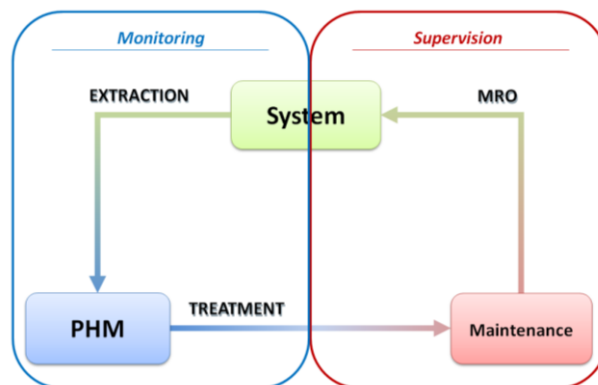 Monitoring
Supervision
EXTRACTION
System
MRO
PHM
TREATMENT
Maintenance